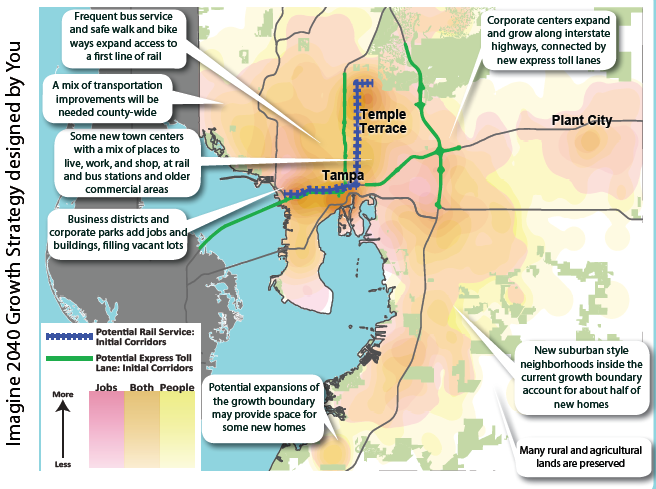 Imagine 2040 Growth Strategy designed by You
Frequent bus service
and safe walk and bike
ways expand access to
a first line of rail
A mix of transportation
improvements will be
needed county-wide
Some new town centers
with a mix of places to
live, work, and shop, at rail
and bus stations and older
commercial areas
Business districts and
corporate parks add jobs and
buildings, filling vacant lots
Corporate centers expand
and grow along interstate
highways, connected by
new express toll lanes
Temple
Terrace
Plant City
Tampa
Potential Rail Service:
Initial Corridors
Potential Express Toll
Lane: Initial Corridors
More
Less
Jobs Both People
Potential expansions of
the growth boundary
may provide space for
some new homes
New suburban style
neighborhoods inside the
current growth boundary
account for about half of
new homes
Many rural and agricultural
lands are preserved